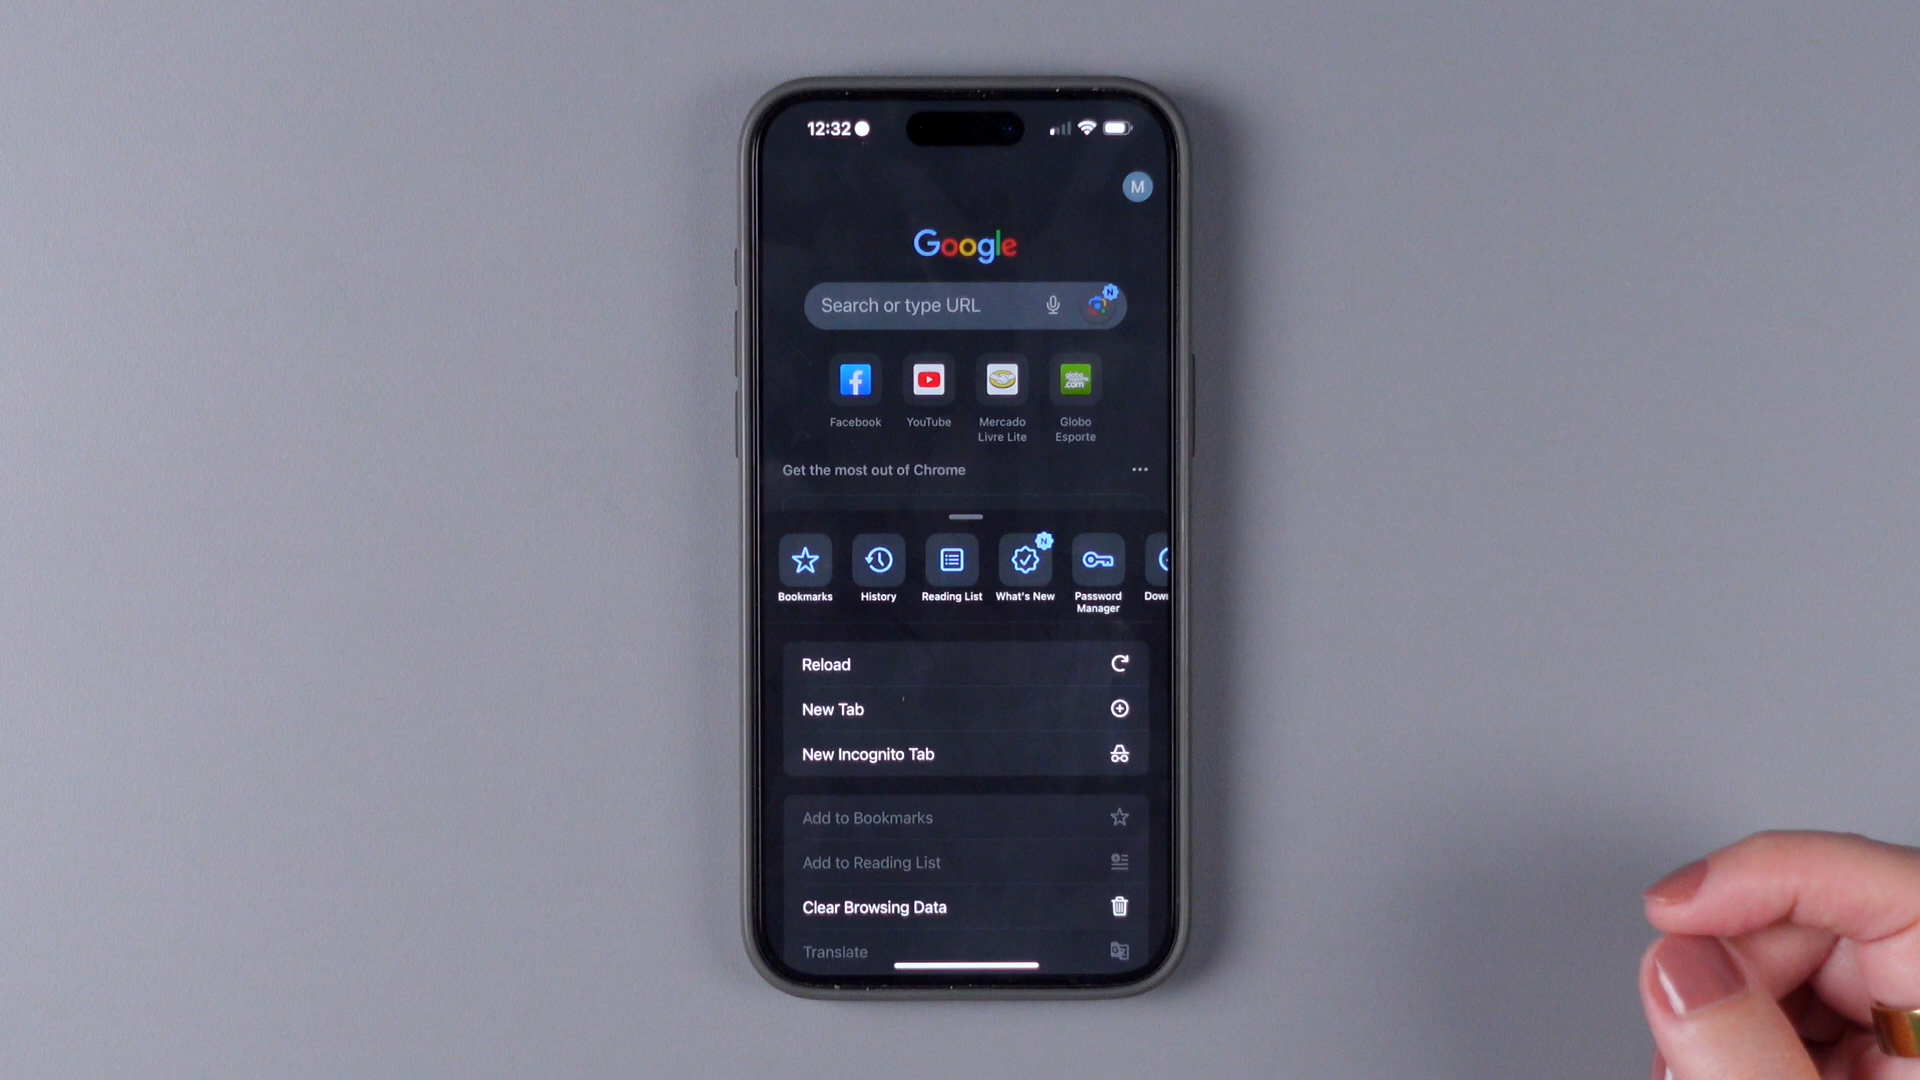 12:32
M
Google
Search or type URL
N
Facebook
YouTube
Mercado
Livre Lite
Globo
Esporte
Get the most out of Chrome
N
Bookmarks
History
Reading List
What's New
Password
Manager
Dow
Reload
New Tab
New Incognito Tab
Add to Bookmarks
Add to Reading List
Clear Browsing Data
Translate